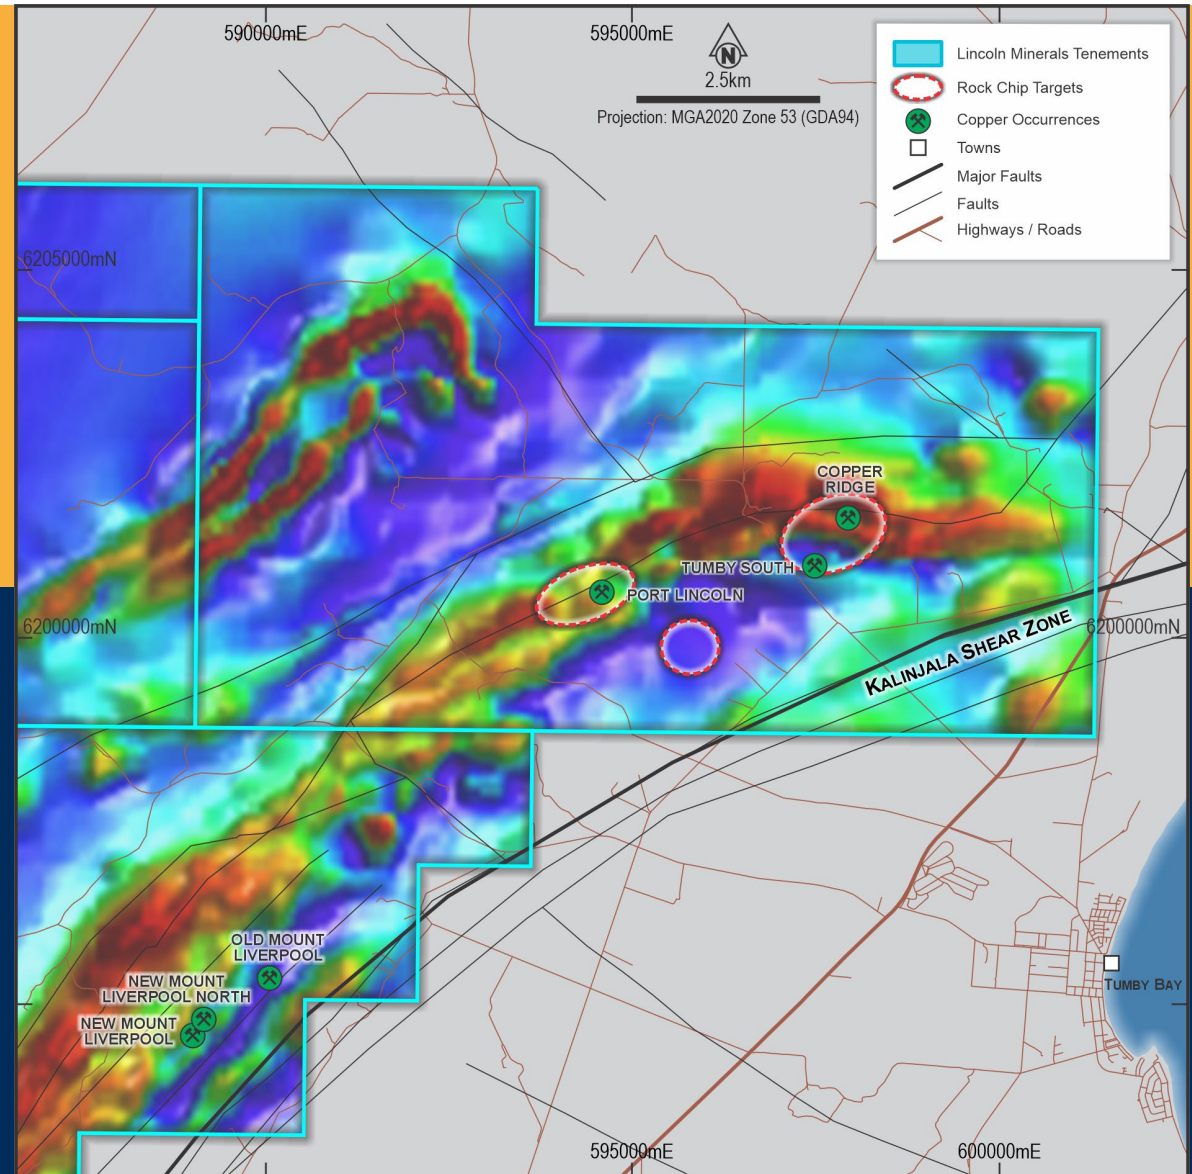 590000mE
595000mE
N
2.5km
Projection: MGA2020 Zone 53 (GDA94)
Lincoln Minerals Tenements
Rock Chip Targets
Copper Occurrences
Towns
Major Faults
Faults
Highways / Roads
6205000mN
COPPER
RIDGE
TUMBY SOUTH
PORT LINCOLN
6200000mN
6200000mN
KALINJALA SHEAR ZONE
OLD MOUNT
LIVERPOOL
NEW MOUNT
LIVERPOOL NORTH
NEW MOUNT
LIVERPOOL
TUMBY BAY
595000mE
600000mE